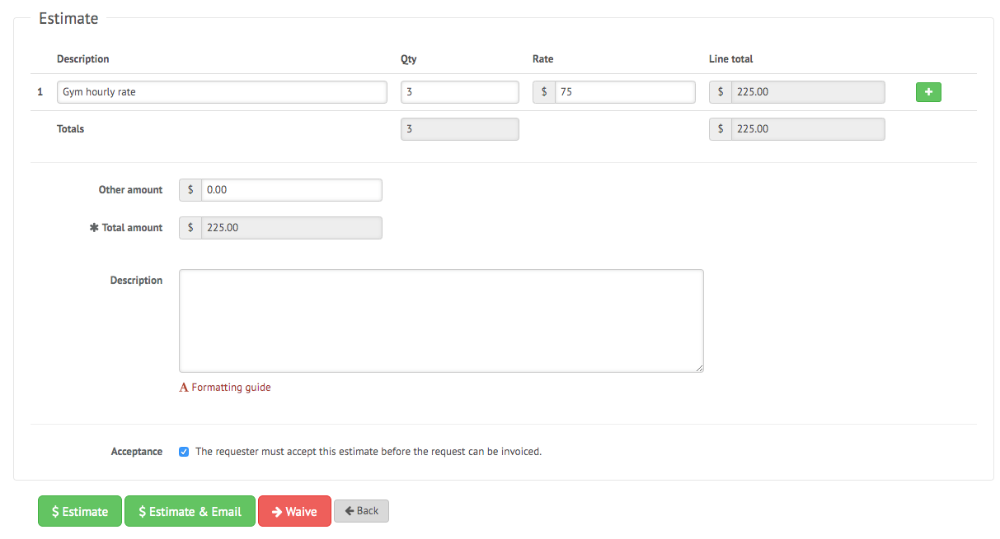 Estimate
Description Qty Rate Line total
1 Gym hourly rate 3 $ 75 $ 225.00 +
Totals 3 $ 225.00
Other amount $ 0.00
✱ Total amount $ 225.00
Description
A Formatting guide
Acceptance The requester must accept this estimate before the request can be invoiced.
$ Estimate $ Estimate & Email Waive Back